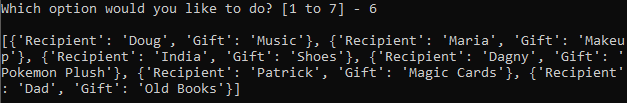 Which option would you like to do? [1 to 7] - 6
[{'Recipient': 'Doug', 'Gift': 'Music'}, {'Recipient': 'Maria', 'Gift': 'Makeu
p'}, {'Recipient': 'India', 'Gift': 'Shoes'}, {'Recipient': 'Dagny', 'Gift': '
Pokemon Plush'}, {'Recipient': 'Patrick', 'Gift': 'Magic Cards'}, {'Recipient'
: 'Dad', 'Gift': 'Old Books'}]